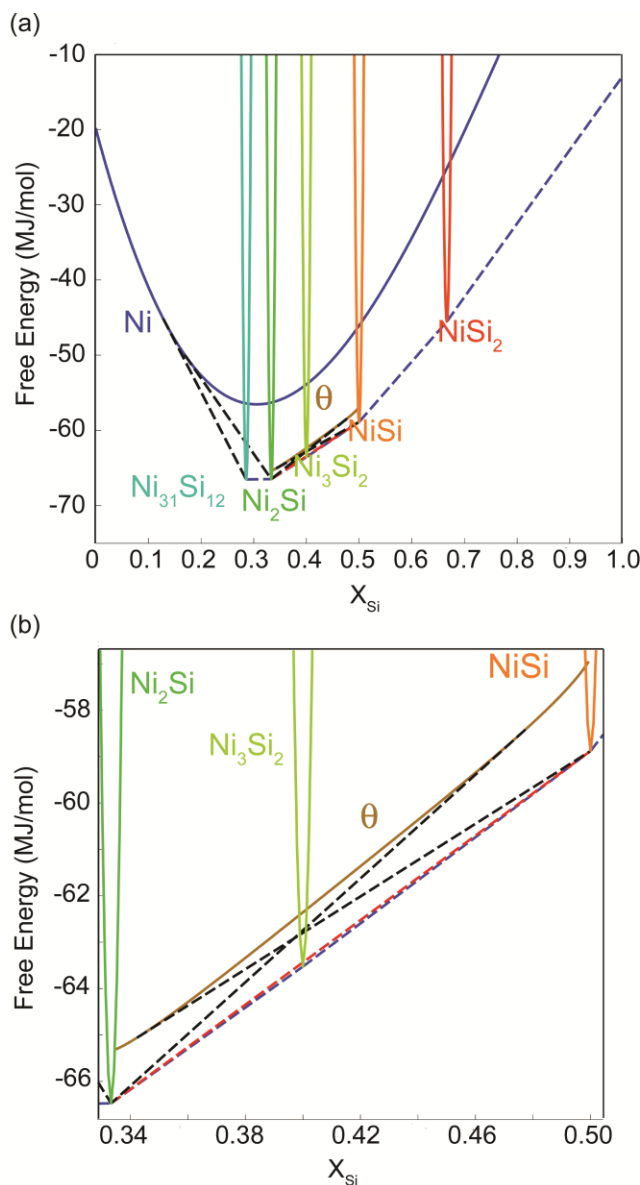 (a)
-10
-20
-30
-40
-50
-60
-70
Free Energy (MJ/mol)
Ni
θ
NiSi₂
NiSi
Ni₃Si₂
Ni₃₁Si₁₂
Ni₂Si
0 0.1 0.2 0.3 0.4 0.5 0.6 0.7 0.8 0.9 1.0
X_Si
(b)
NiSi
Ni₂Si
-58
Ni₃Si₂
θ
-60
-62
-64
-66
Free Energy (MJ/mol)
0.34 0.38 0.42 0.46 0.50
X_Si